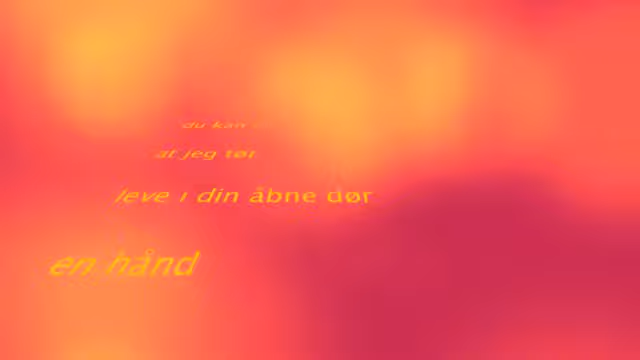 du kan
at jeg tør
leve i din åbne dør
en hånd